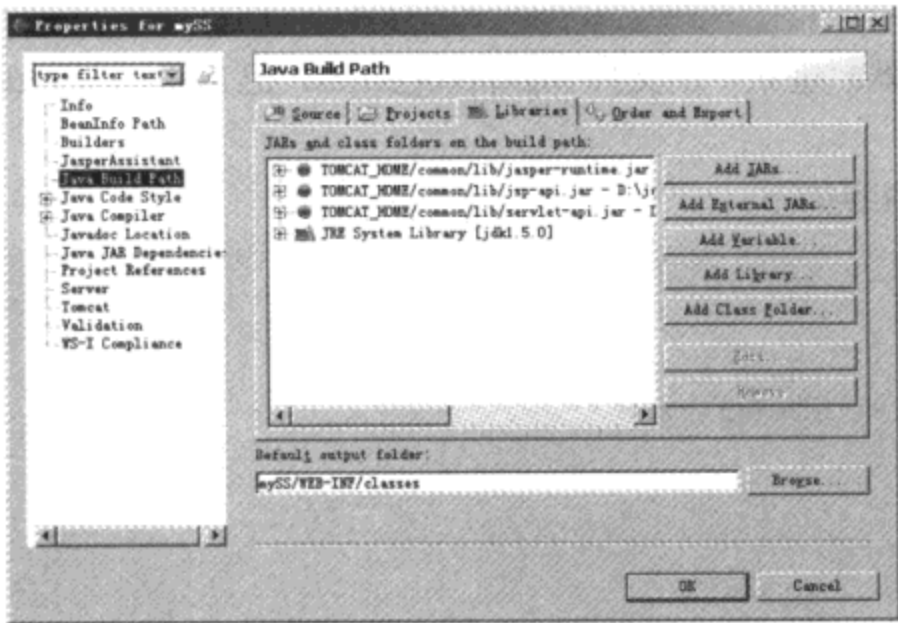 Properties for mySS
type filter text
Info
BeanInfo Path
Builders
JasperAssistant
Java Build Path
Java Code Style
Java Compiler
Javadoc Location
Java JAR Dependencie
Project References
Server
Tomcat
Validation
WS-I Compliance
Java Build Path
Source
Projects
Libraries
Order and Export
JARs and class folders on the build path:
TOMCAT_HOME/common/lib/jasper-runtime.jar
TOMCAT_HOME/common/lib/jsp-api.jar - D:\j
TOMCAT_HOME/common/lib/servlet-api.jar -
JRE System Library [jdk1.5.0]
Add JARs...
Add External JARs...
Add Variable...
Add Library...
Add Class Folder...
Edit...
Remove
Default output folder:
mySS/WEB-INF/classes
Browse...
OK
Cancel